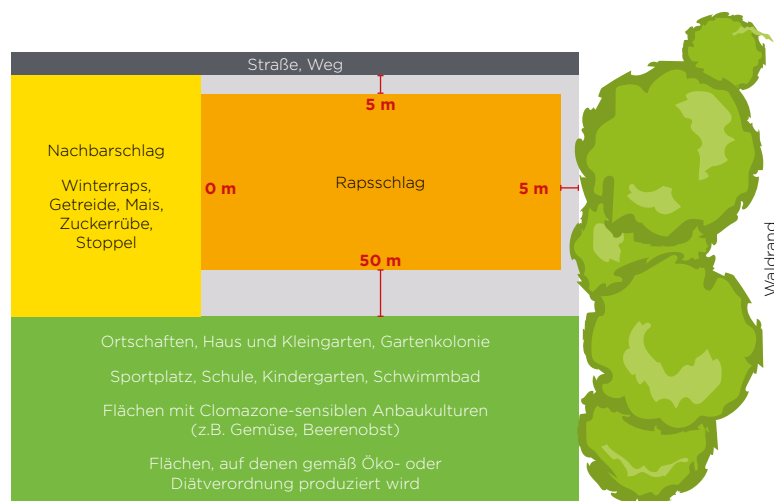 Straße, Weg
5 m
Nachbarschlag
Winterraps,
Getreide, Mais,
Zuckerrübe,
Stoppel
0 m
Rapsschlag
5 m
Waldrand
50 m
Ortschaften, Haus und Kleingarten, Gartenkolonie
Sportplatz, Schule, Kindergarten, Schwimmbad
Flächen mit Clomazone-sensiblen Anbaukulturen
(z.B. Gemüse, Beerenobst)
Flächen, auf denen gemäß Öko- oder
Diätverordnung produziert wird